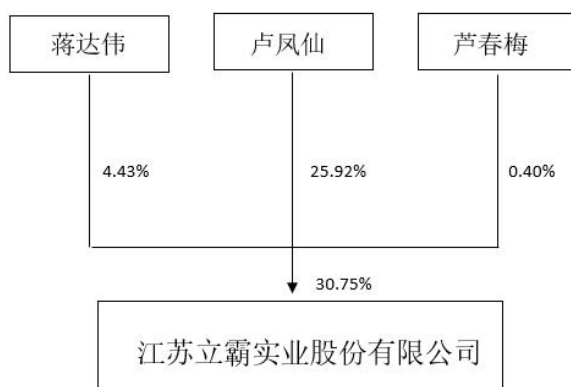 蒋达伟
卢凤仙
芦春梅
4.43%
25.92%
0.40%
30.75%
江苏立霸实业股份有限公司